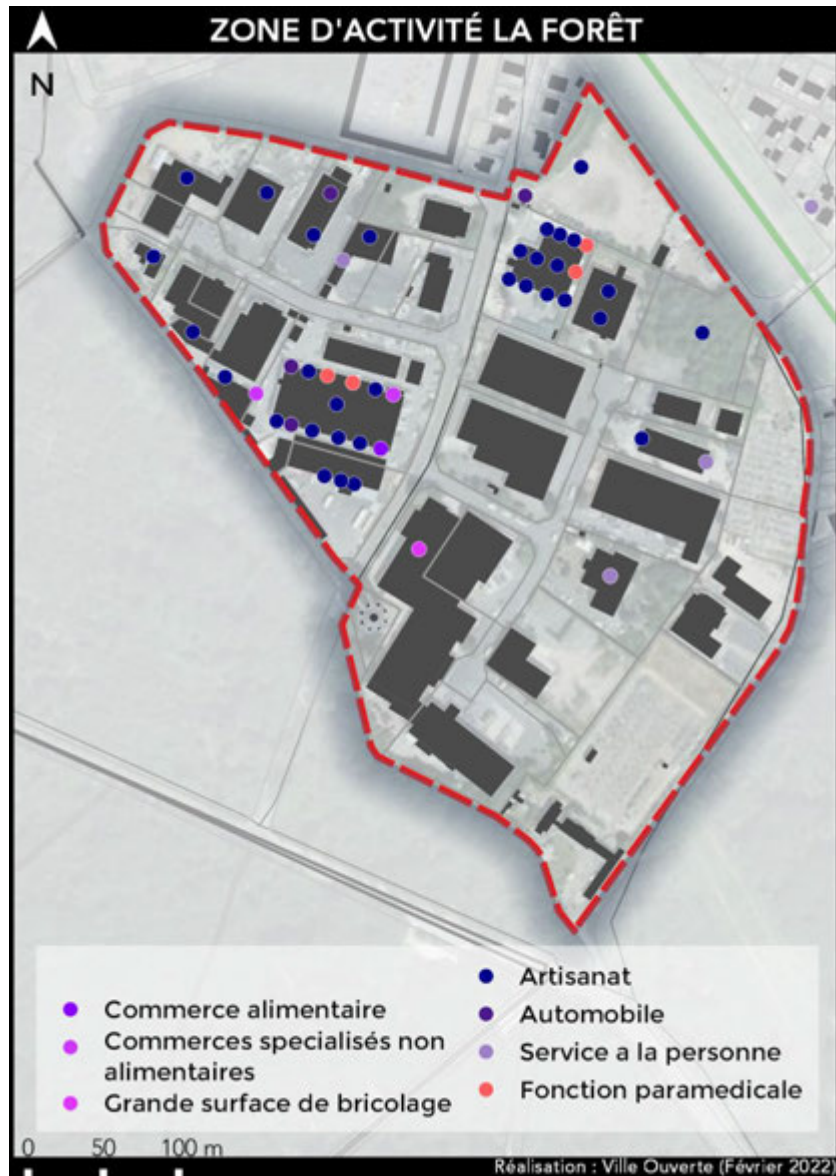 ZONE D'ACTIVITÉ LA FORÊT
N
Commerce alimentaire
Commerces specialisés non
alimentaires
Grande surface de bricolage
Artisanat
Automobile
Service a la personne
Fonction paramedicale
0 50 100 m
Réalisation : Ville Ouverte (Février 2022